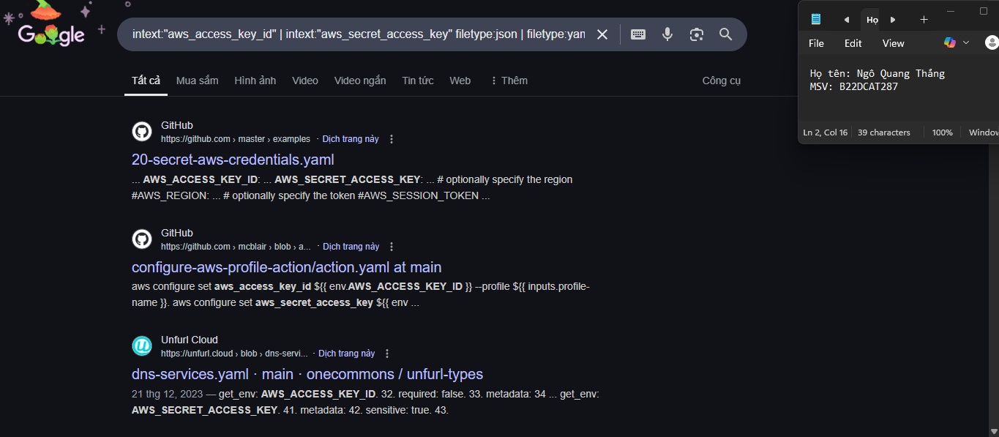 Google
intext:"aws_access_key_id" | intext:"aws_secret_access_key" filetype:json | filetype:yan
Tất cả Mua sắm Hình ảnh Video Video ngắn Tin tức Web Thêm Công cụ
GitHub
https://github.com › master › examples · Dịch trang này
20-secret-aws-credentials.yaml
... AWS_ACCESS_KEY_ID: ... AWS_SECRET_ACCESS_KEY: ... # optionally specify the region
#AWS_REGION: ... # optionally specify the token #AWS_SESSION_TOKEN ...
GitHub
https://github.com › mcblair › blob › a... · Dịch trang này
configure-aws-profile-action/action.yaml at main
aws configure set aws_access_key_id ${{ env.AWS_ACCESS_KEY_ID }} --profile ${{ inputs.profile-
name }}. aws configure set aws_secret_access_key ${{ env ...
Unfurl Cloud
https://unfurl.cloud › blob › dns-servi... · Dịch trang này
dns-services.yaml · main · onecommons / unfurl-types
21 thg 12, 2023 — get_env: AWS_ACCESS_KEY_ID. 32. required: false. 33. metadata: 34 ... get_env:
AWS_SECRET_ACCESS_KEY. 41. metadata: 42. sensitive: true. 43.
Họ
File Edit View
Họ tên: Ngô Quang Thắng
MSV: B22DCAT287
Ln 2, Col 16 39 characters 100% Window